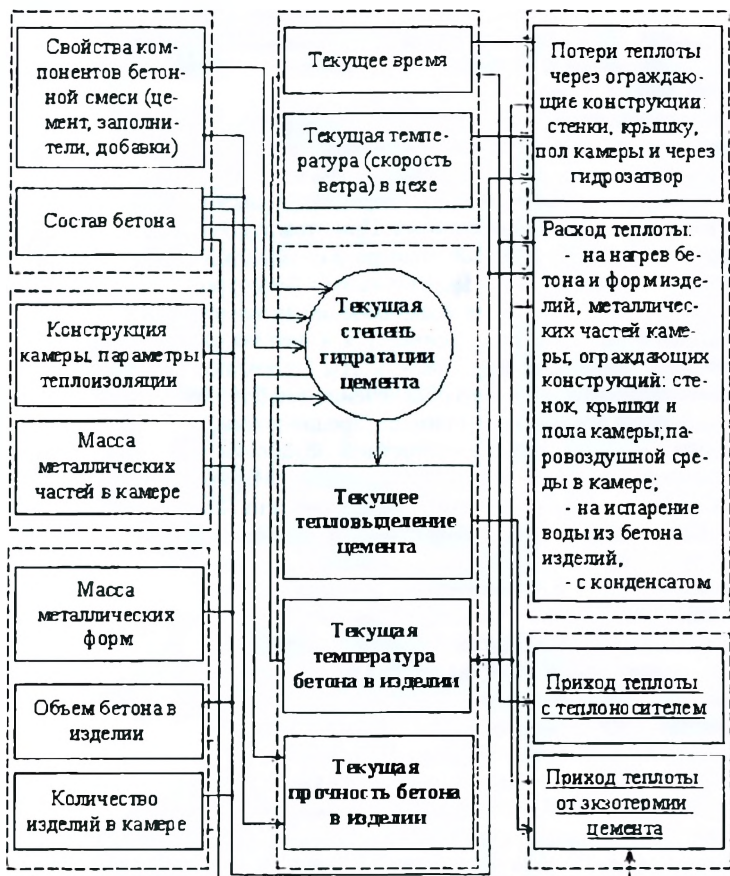 Свойства ком-
понентов бетон-
ной смеси (це-
мент, заполни-
тели, добавки)
Состав бетона
Конструкция
камеры, параметры
теплоизоляции
Масса
металлических
частей в камере
Масса
металлических
форм
Объем бетона в
изделии
Количество
изделий в камере
Текущее время
Текущая темпе-
ратура (скорость
ветра) в цехе
Текущая
степень
гидратации
цемента
Текущее
тепловыделение
цемента
Текущая
температура
бетона в изделии
Текущая
прочность бетона
в изделии
Потери теплоты
через ограждаю-
щие конструкции:
стенки, крышку,
пол камеры и через
гидрозатвор
Расход теплоты:
- на нагрев бе-
тона и форм изде-
лий, металличес-
ких частей каме-
ры, ограждающих
конструкций: сте-
нок, крышки и
пола камеры; па-
ровоздушной сре-
ды в камере;
- на испарение
воды из бетона
изделий,
- с конденсатом
Приход теплоты
с теплоносителем
Приход теплоты
от экзотермии
цемента